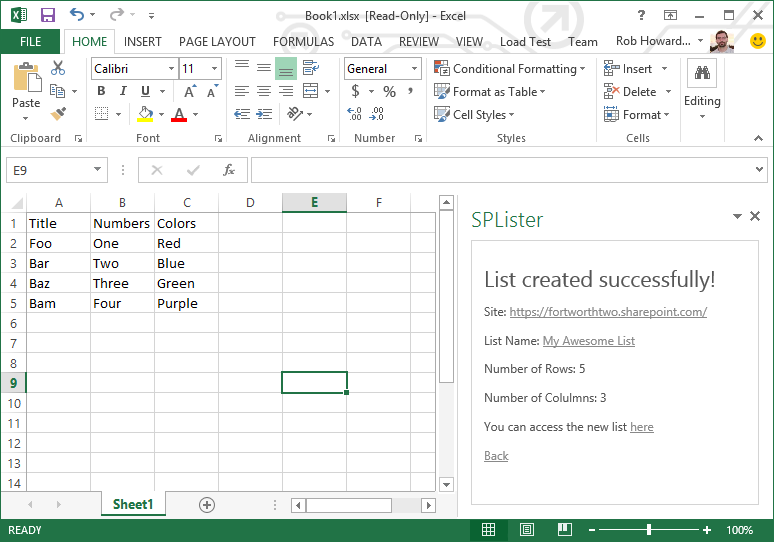 Book1.xlsx [Read-Only] - Excel
FILE HOME INSERT PAGE LAYOUT FORMULAS DATA REVIEW VIEW Load Test Team Rob Howard...
Paste
Calibri 11
B I U A A
A
General
$ % ,
.00 .0
Conditional Formatting
Format as Table
Cell Styles
Insert
Delete
Format
Editing
Clipboard Font Alignment Number Styles Cells
E9 fx
A B C D E F
1 Title Numbers Colors
2 Foo One Red
3 Bar Two Blue
4 Baz Three Green
5 Bam Four Purple
6
7
8
9
10
11
12
13
14
SPLister
List created successfully!
Site: https://fortworthtwo.sharepoint.com/
List Name: My Awesome List
Number of Rows: 5
Number of Colulmns: 3
You can access the new list here
Back
Sheet1
READY 100%